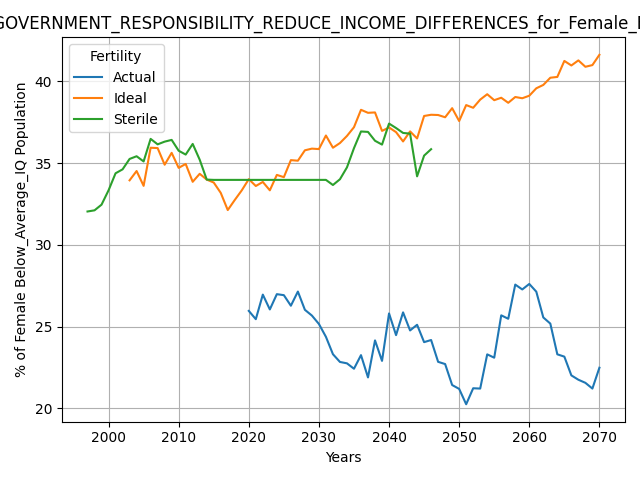 GOVERNMENT_RESPONSIBILITY_REDUCE_INCOME_DIFFERENCES_for_Female_
Fertility
Actual
Ideal
Sterile
% of Female Below_Average_IQ Population
40
35
30
25
20
2000 2010 2020 2030 2040 2050 2060 2070
Years